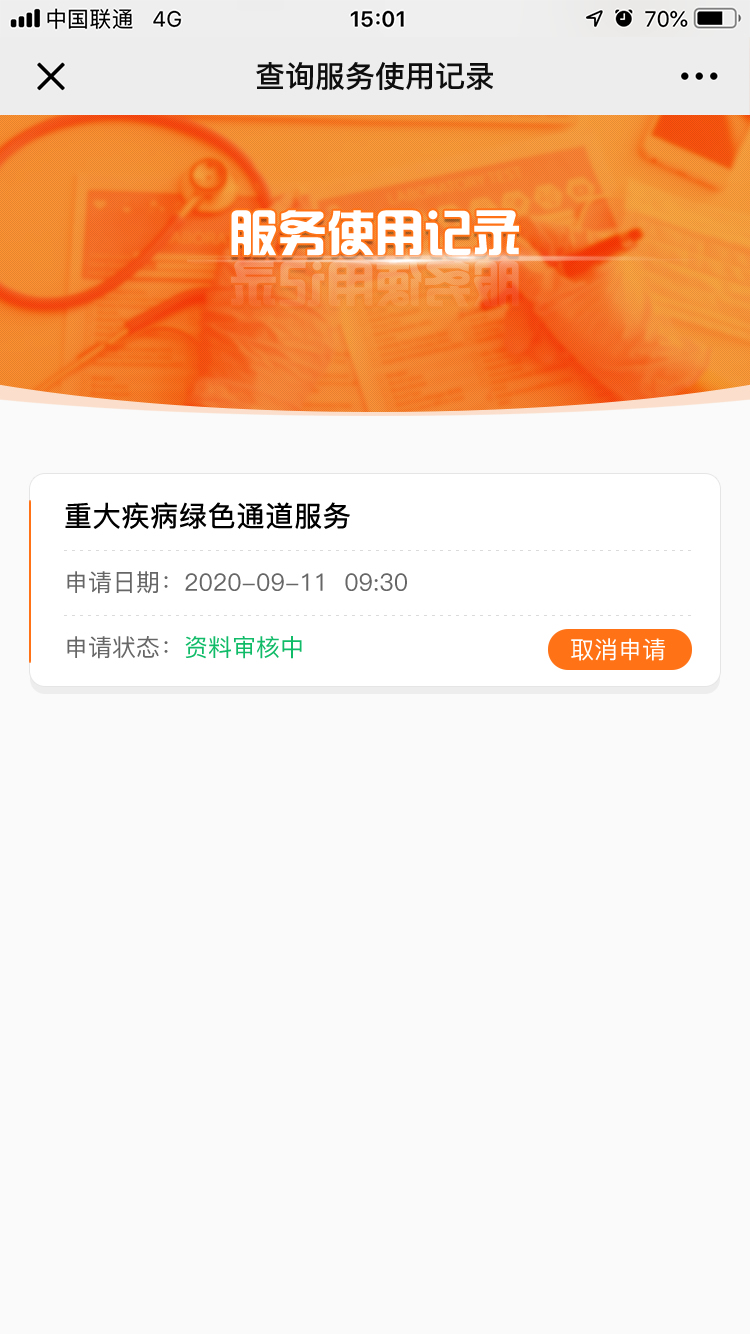 中国联通 4G 15:01 70%
查询服务使用记录
服务使用记录
重大疾病绿色通道服务
申请日期：2020-09-11 09:30
申请状态：资料审核中 取消申请